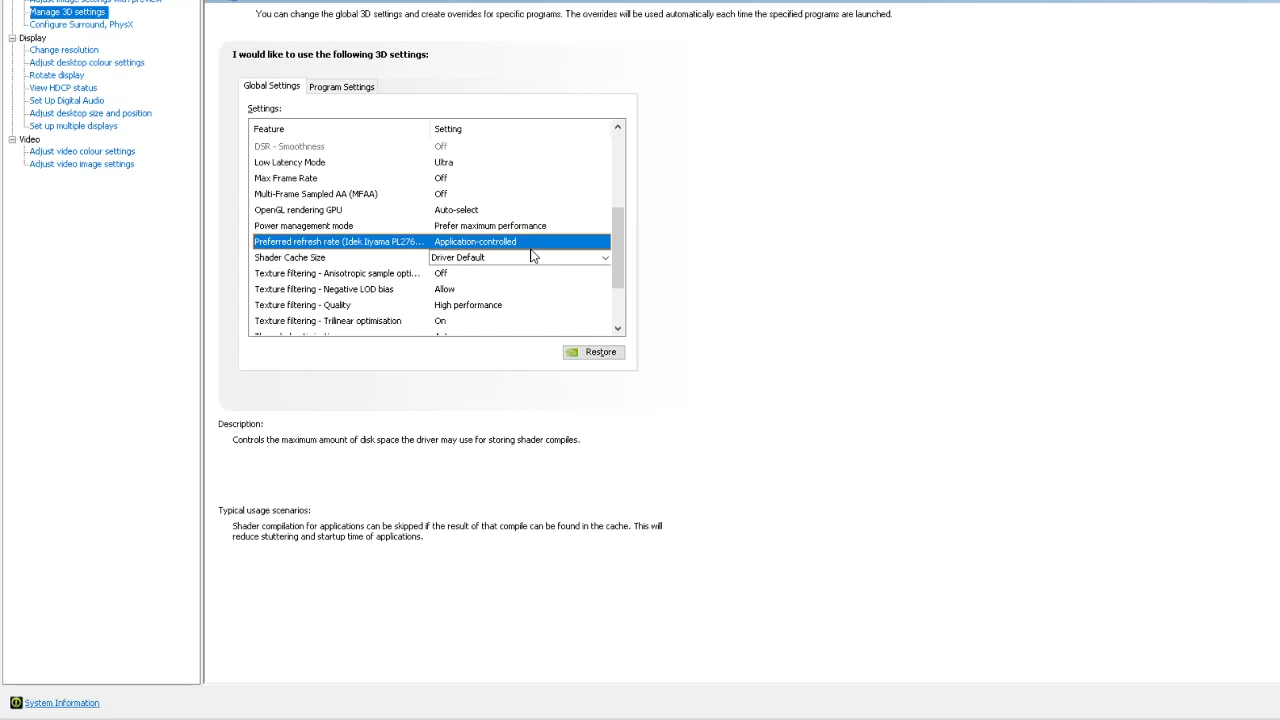 Manage 3D settings
Configure Surround, PhysX
Display
Change resolution
Adjust desktop colour settings
Rotate display
View HDCP status
Set Up Digital Audio
Adjust desktop size and position
Set up multiple displays
Video
Adjust video colour settings
Adjust video image settings
System Information
You can change the global 3D settings and create overrides for specific programs. The overrides will be used automatically each time the specified programs are launched.
I would like to use the following 3D settings:
Global Settings Program Settings
Settings:
Feature Setting
DSR - Smoothness Off
Low Latency Mode Ultra
Max Frame Rate Off
Multi-Frame Sampled AA (MFAA) Off
OpenGL rendering GPU Auto-select
Power management mode Prefer maximum performance
Preferred refresh rate (Idek Iiyama PL276... Application-controlled
Shader Cache Size Driver Default
Texture filtering - Anisotropic sample opti... Off
Texture filtering - Negative LOD bias Allow
Texture filtering - Quality High performance
Texture filtering - Trilinear optimisation On
Restore
Description:
Controls the maximum amount of disk space the driver may use for storing shader compiles.
Typical usage scenarios:
Shader compilation for applications can be skipped if the result of that compile can be found in the cache. This will
reduce stuttering and startup time of applications.